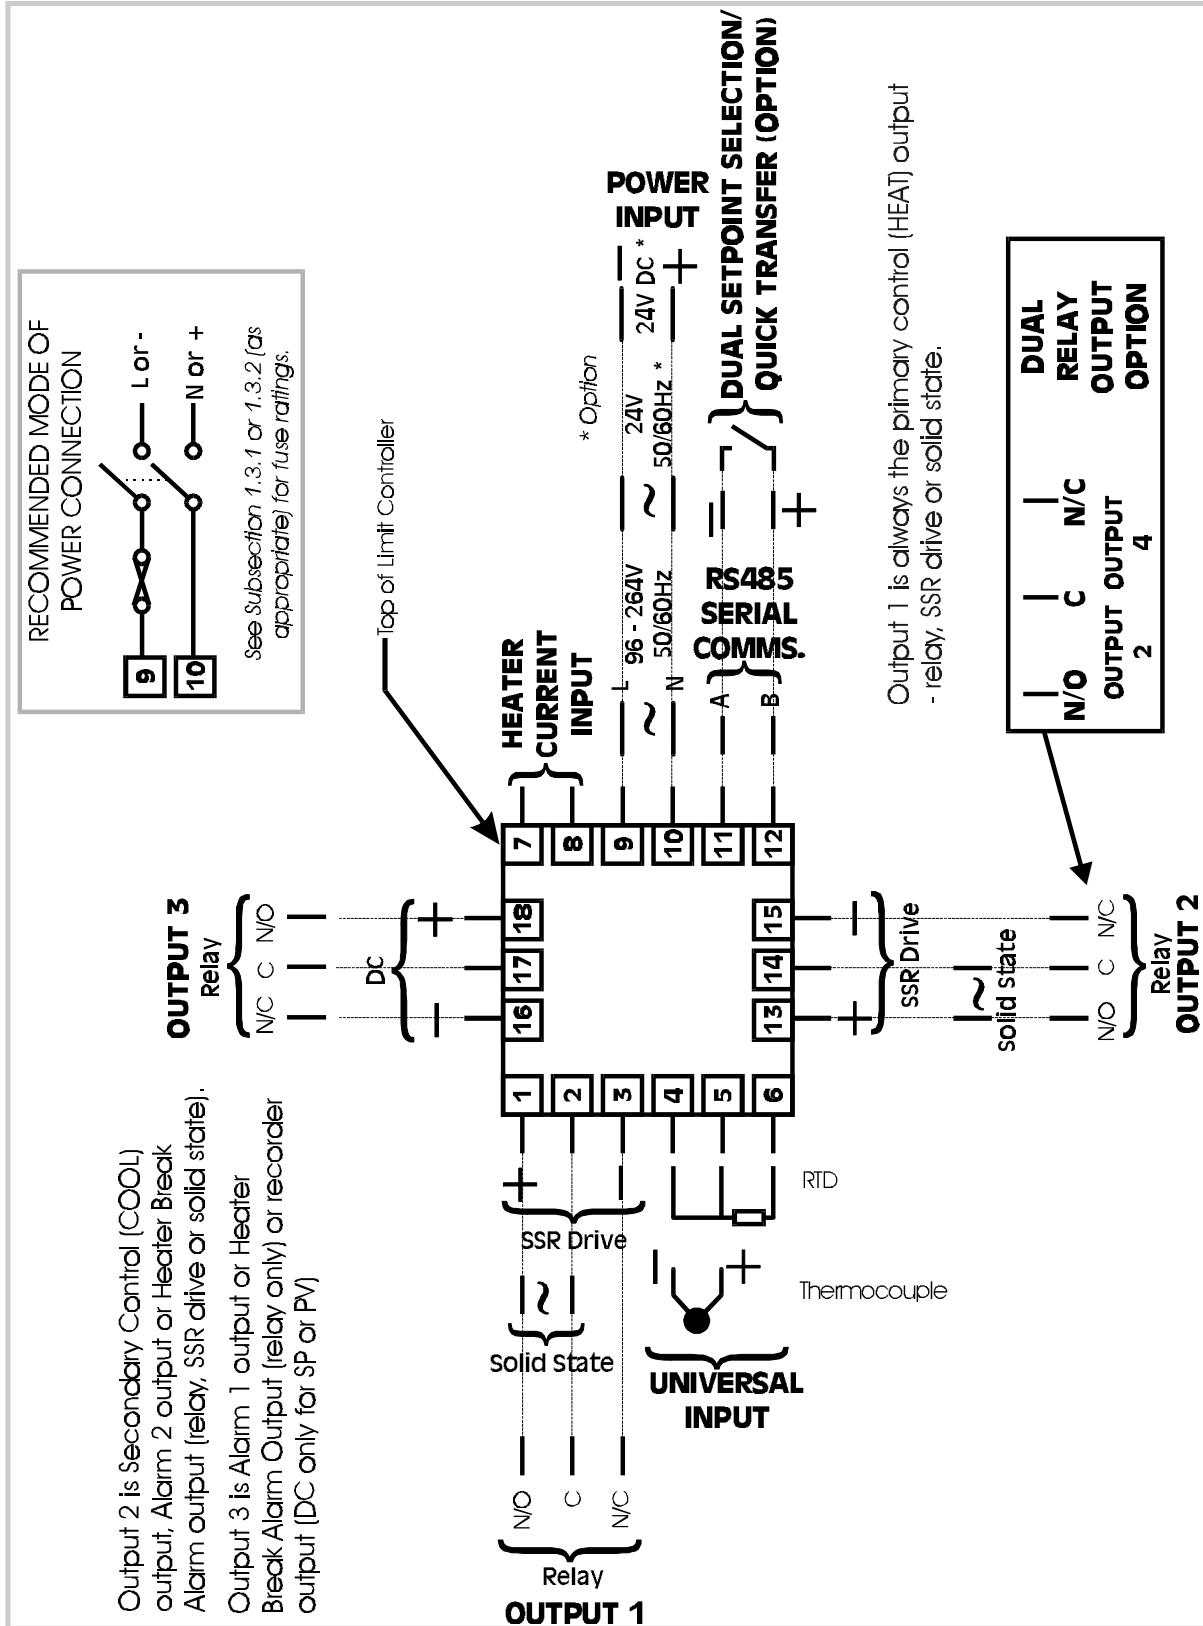 RECOMMENDED MODE OF
POWER CONNECTION
9
L or -
10
N or +
See Subsection 1.3.1 or 1.3.2 (as
appropriate) for fuse ratings.
Top of Limit Controller
POWER
INPUT
* Option
24V DC *
24V
50/60Hz *
96 - 264V
50/60Hz
L
N
DUAL SETPOINT SELECTION/
QUICK TRANSFER (OPTION)
RS485
SERIAL
COMMS.
A
B
HEATER
CURRENT
INPUT
7
8
9
10
11
12
Output 1 is always the primary control (HEAT) output
- relay, SSR drive or solid state.
DUAL
RELAY
OUTPUT
OPTION
N/O
C
N/C
OUTPUT OUTPUT
2 4
OUTPUT 3
Relay
N/C C N/O
DC
16
17
18
13
14
15
SSR Drive
solid state
N/O
C
N/C
Relay
OUTPUT 2
Output 2 is Secondary Control (COOL)
output, Alarm 2 output or Heater Break
Alarm output (relay, SSR drive or solid state).
Output 3 is Alarm 1 output or Heater
Break Alarm Output (relay only) or recorder
output (DC only for SP or PV)
1
2
3
4
5
6
SSR Drive
Solid State
RTD
Thermocouple
UNIVERSAL
INPUT
N/O
C
N/C
Relay
OUTPUT 1